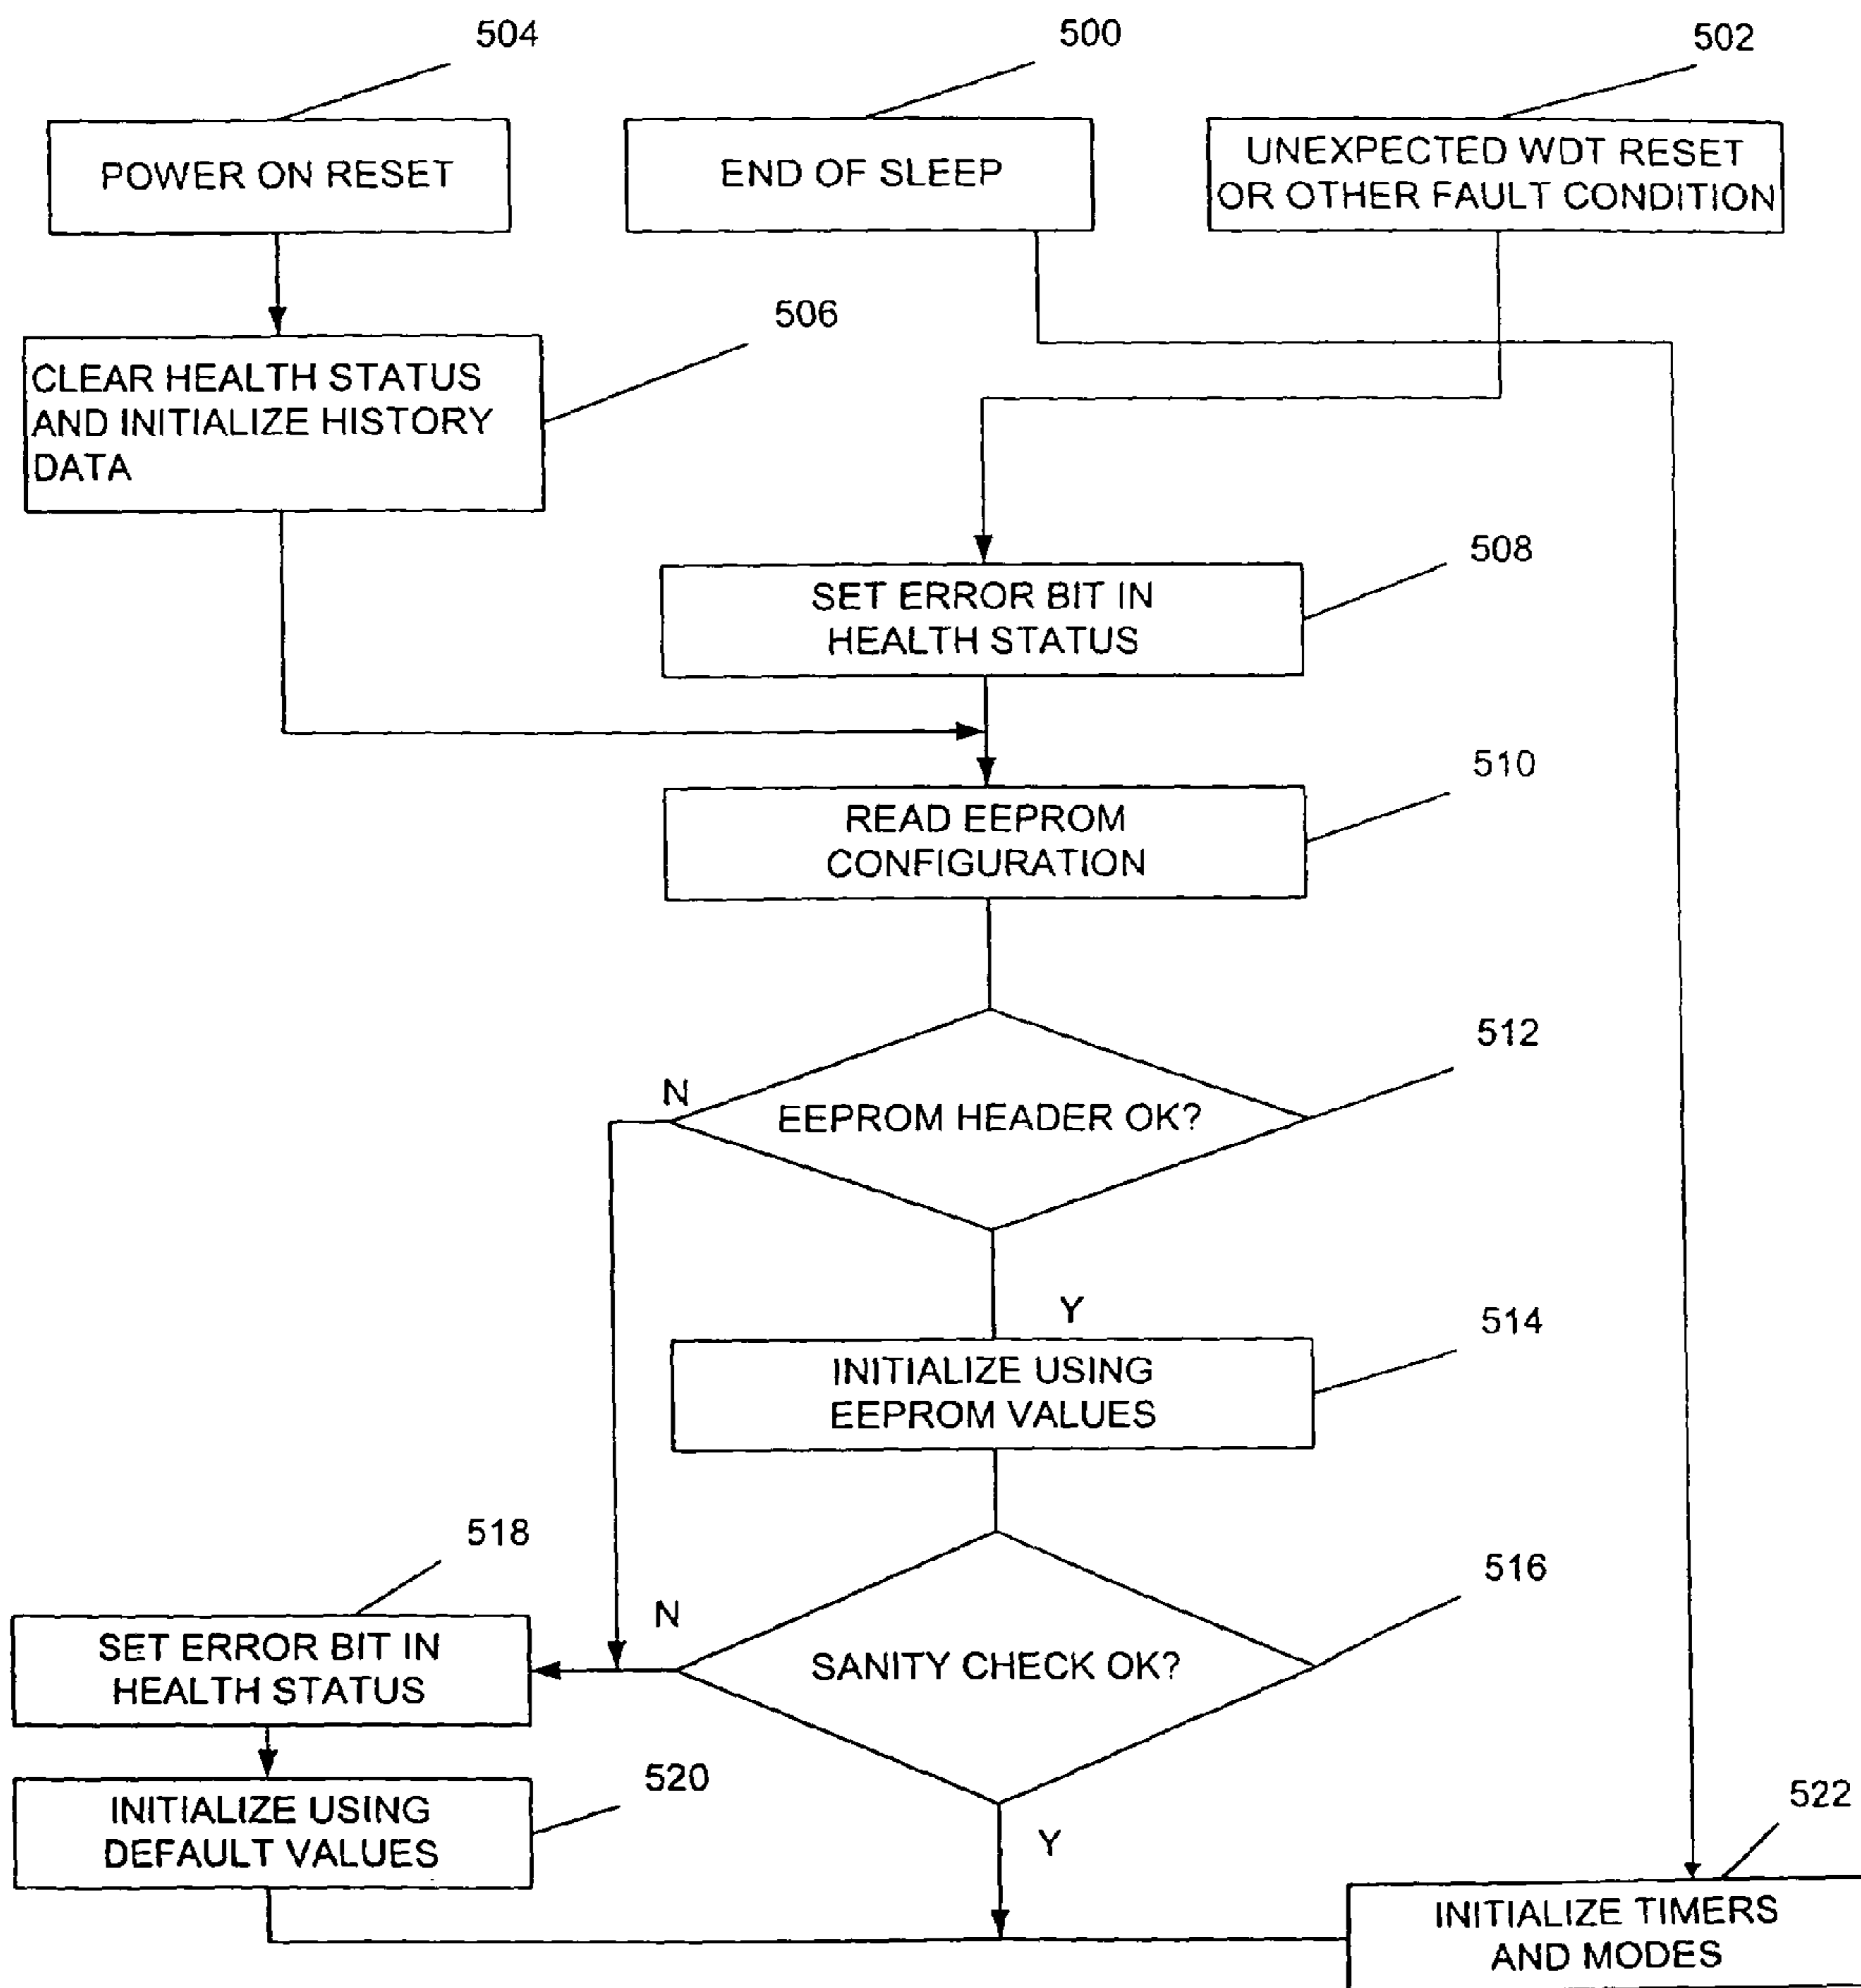 504
500
502
POWER ON RESET
END OF SLEEP
UNEXPECTED WDT RESET
OR OTHER FAULT CONDITION
506
CLEAR HEALTH STATUS
AND INITIALIZE HISTORY
DATA
508
SET ERROR BIT IN
HEALTH STATUS
510
READ EEPROM
CONFIGURATION
512
N
EEPROM HEADER OK?
Y
514
INITIALIZE USING
EEPROM VALUES
518
516
N
SET ERROR BIT IN
HEALTH STATUS
SANITY CHECK OK?
520
INITIALIZE USING
DEFAULT VALUES
Y
522
INITIALIZE TIMERS
AND MODES